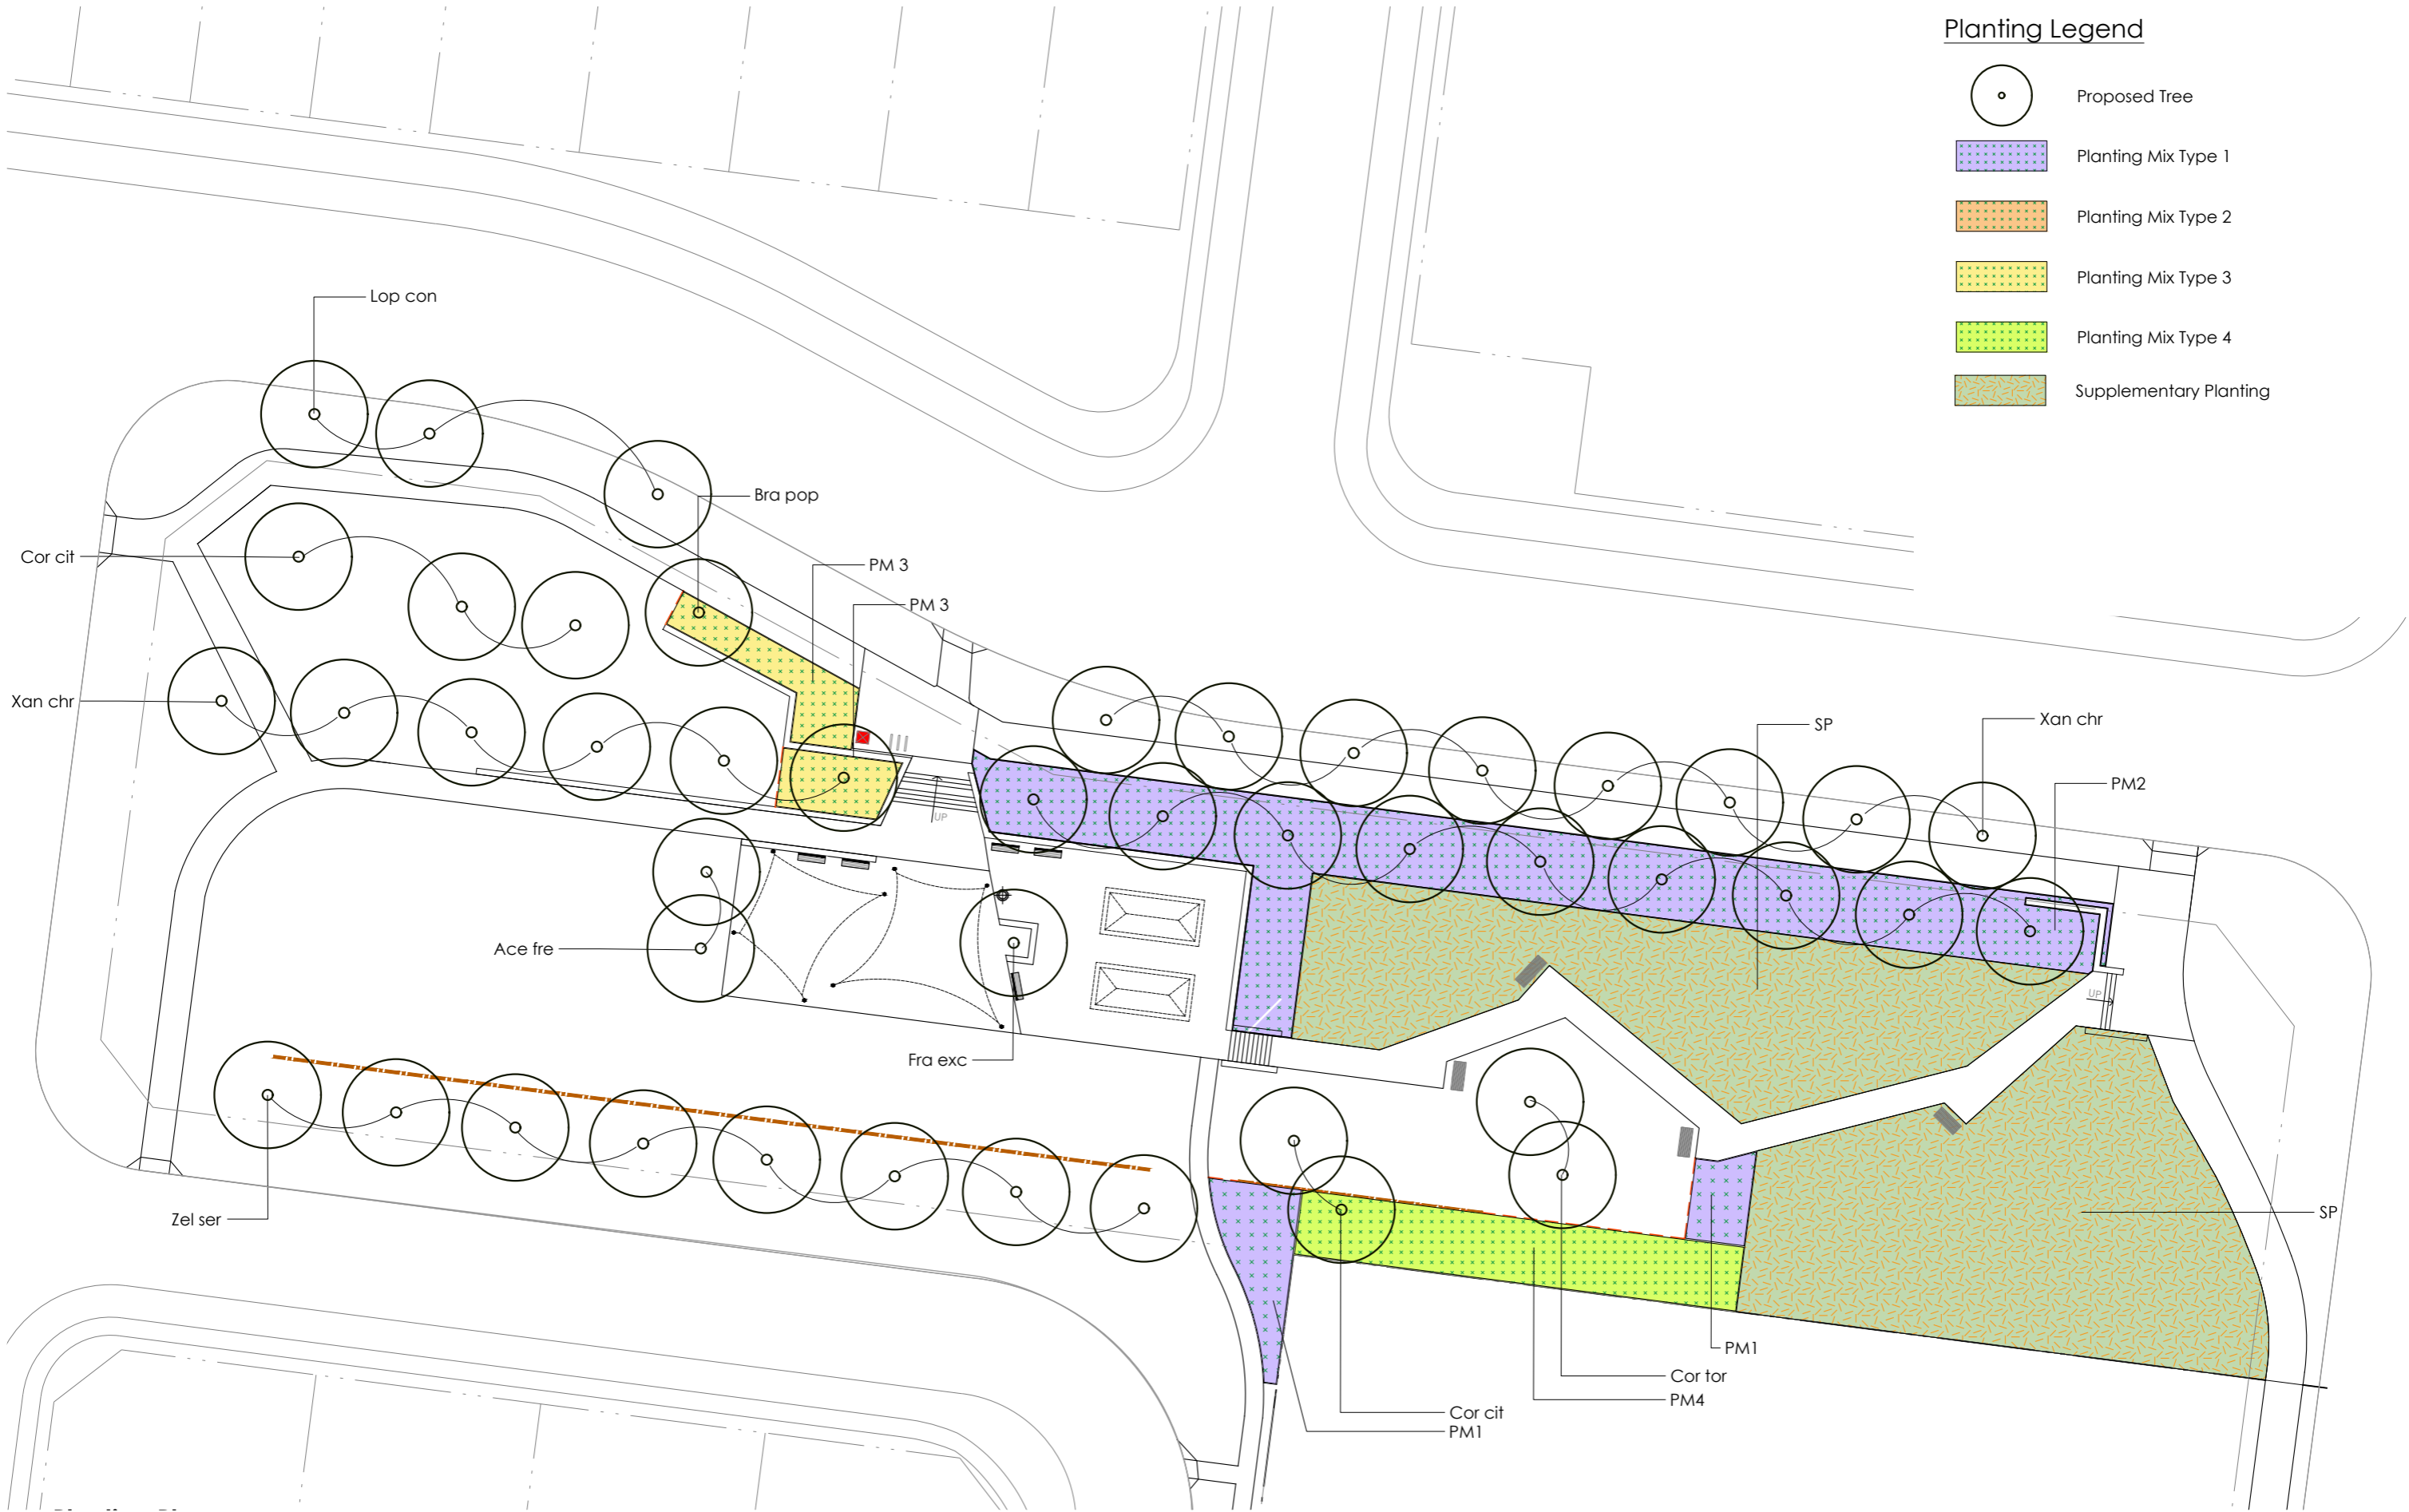 Planting Legend
Proposed Tree
Planting Mix Type 1
Planting Mix Type 2
Planting Mix Type 3
Planting Mix Type 4
Supplementary Planting
Lop con
Bra pop
Cor cit
PM 3
PM 3
Xan chr
SP
Xan chr
PM2
UP
Ace fre
UP
Fra exc
Zel ser
SP
PM1
Cor tor
PM4
Cor cit
PM1